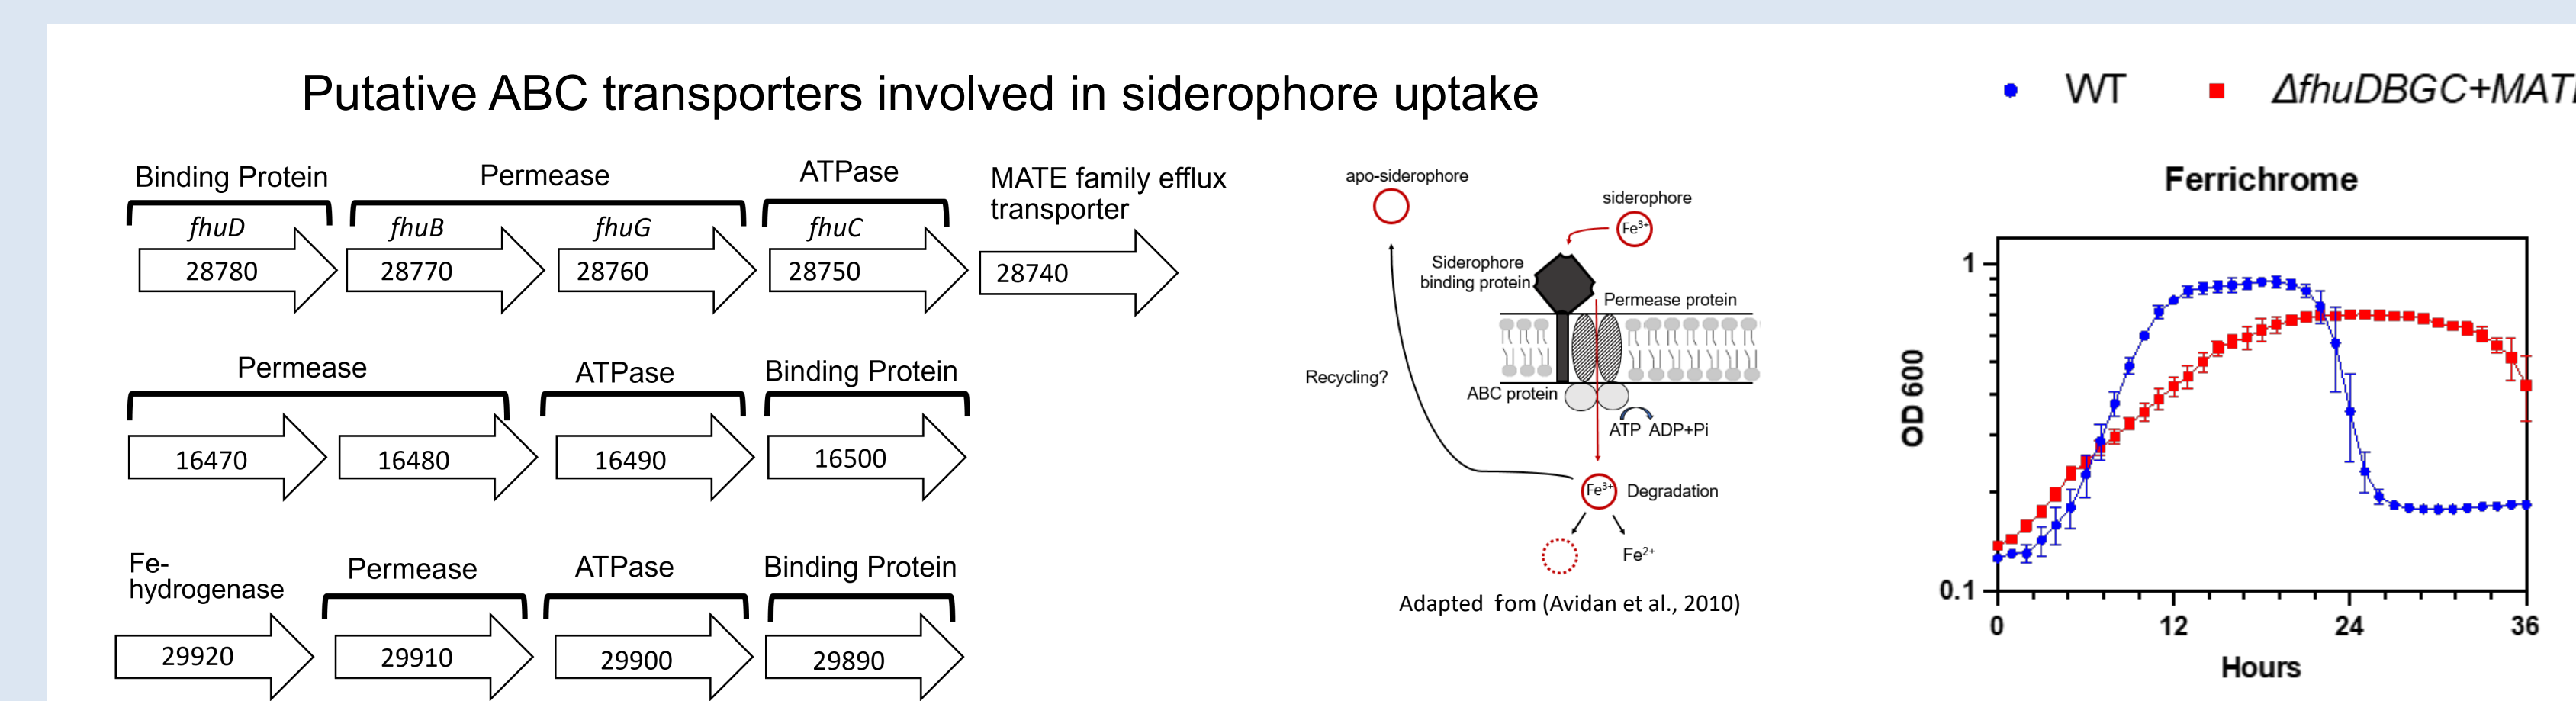 Putative ABC transporters involved in siderophore uptake
Binding Protein
Permease
ATPase
MATE family efflux
transporter
fhuD
fhuB
fhuG
fhuC
28780
28770
28760
28750
28740
Permease
ATPase
Binding Protein
16470
16480
16490
16500
Fe-
hydrogenase
Permease
ATPase
Binding Protein
29920
29910
29900
29890
apo-siderophore
siderophore
Fe3+
Siderophore
binding protein
Permease protein
Recycling?
ABC protein
ATP ADP+Pi
Fe3+
Degradation
Fe2+
Adapted from (Avidan et al., 2010)
WT
ΔfhuDBGC+MAT
Ferrichrome
OD 600
1
0.1
0 12 24 36
Hours